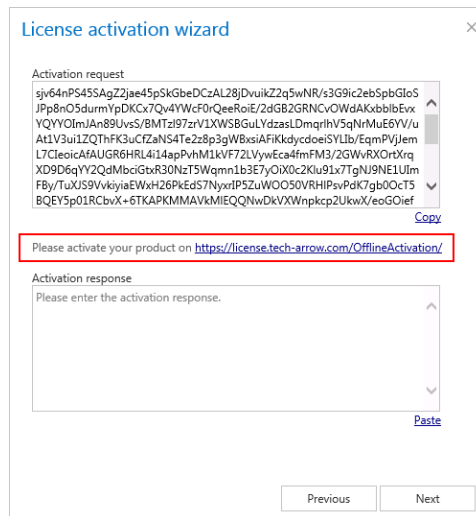 License activation wizard
Activation request
sjv64nPS45SAgZ2jae45pSkGbeDCzAL28jDvuikZ2q5wNR/s3G9ic2ebSpbGIoS
JPp8nO5durmYpDKCx7Qv4YWcF0rQeeRoiE/2dGB2GRNCvOWdAKxbbIbEvx
YQYYOImJAn89UvsS/BMTzI97zrV1XWSBGuLYdzasLDmqrIhV5qNrMuE6YV/u
At1V3ui1ZQThFK3uCfZaNS4Te2z8p3gWBxsiAFiKkdycdoeiSYLIb/EqmPVjJem
L7CIeoicAfAUGR6HRL4i14apPvhM1kVF72LVywEca4fmFM3/2GWvRXOrtXrq
XD9D6qYY2QdMbciGtxR30NzT5Wqmn1b3E7yOiX0c2Klu91x7TgNJ9NE1UIm
FBy/TuXJS9VvkiyiaEWxH26PkEdS7NyxrIP5ZuWOO50VRHIPsvPdK7gb0OcT5
BQEY5p01RCbvX+6TKAPKMMAVkMIEQQNwDkVXWnpkcp2UkwX/eoGOief
Copy
Please activate your product on https://license.tech-arrow.com/OfflineActivation/
Activation response
Please enter the activation response.
Paste
Previous
Next